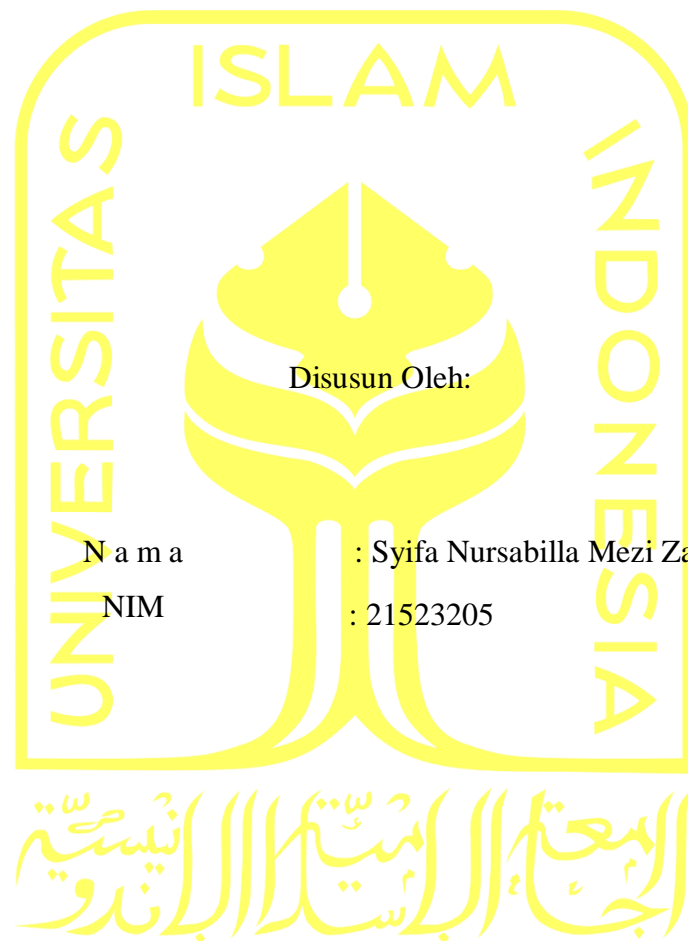 ISLAM
UNIVERSITAS
INDONESIA
Disusun Oleh:
N a m a : Syifa Nursabilla Mezi Za
NIM : 21523205
الجامعة الإسلامية الإندونيسية